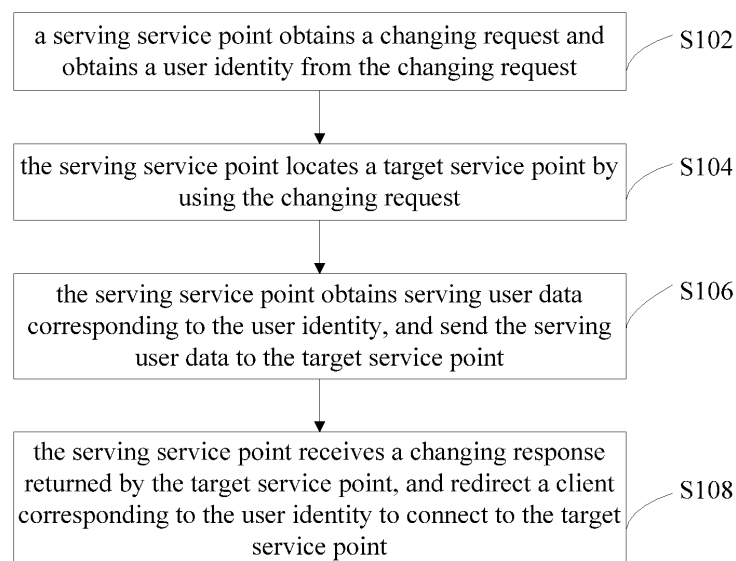 a serving service point obtains a changing request and
obtains a user identity from the changing request
S102
the serving service point locates a target service point by
using the changing request
S104
the serving service point obtains serving user data
corresponding to the user identity, and send the serving
user data to the target service point
S106
the serving service point receives a changing response
returned by the target service point, and redirect a client
corresponding to the user identity to connect to the target
service point
S108